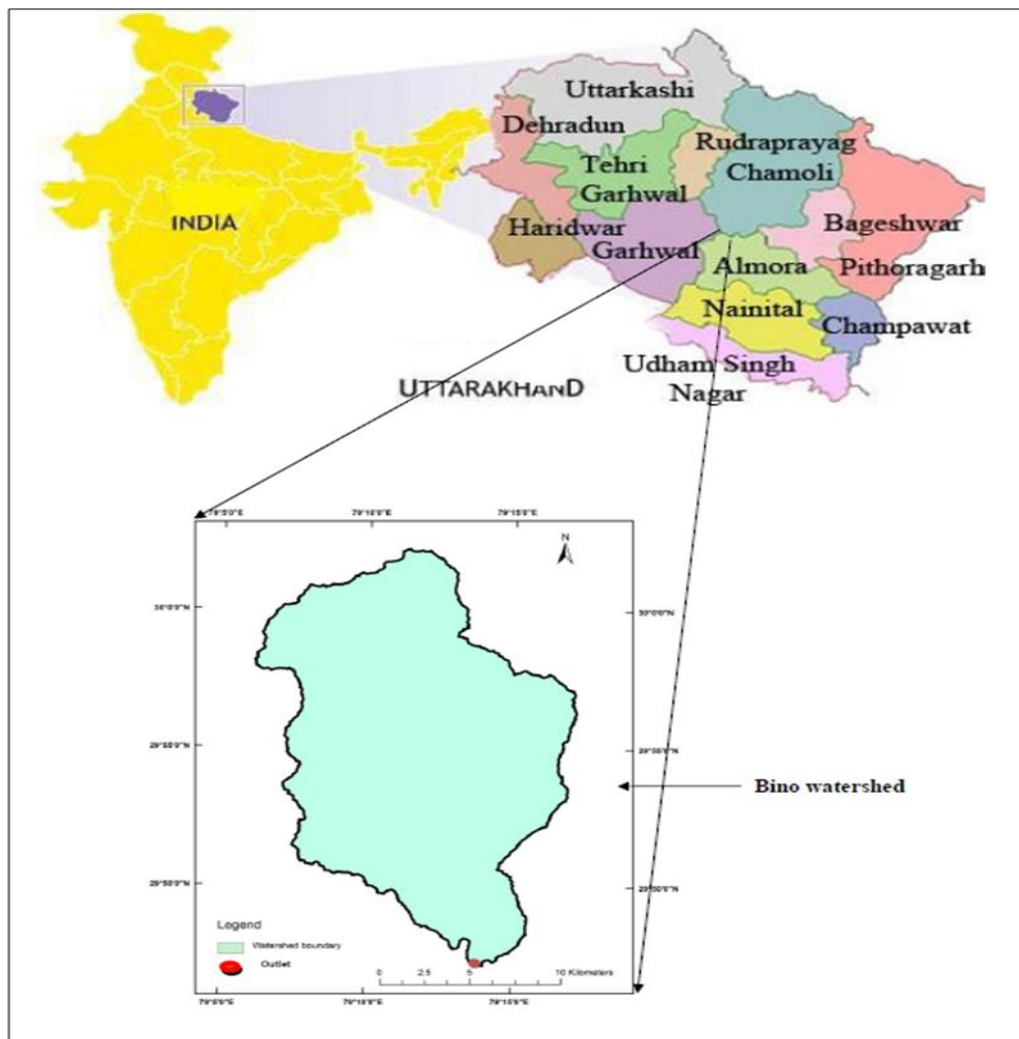 Uttarkashi
Dehradun
Rudraprayag
Tehri
Chamoli
Garhwal
INDIA
Haridwar
Bageshwar
Garhwal
Almora
Pithoragarh
Nainital
Champawat
Udham Singh
Nagar
UTTARAKHAND
79°5'0"E
79°10'0"E
79°15'0"E
N
30°0'0"N
30°0'0"N
29°55'0"N
29°55'0"N
Bino watershed
29°50'0"N
29°50'0"N
Legend
Watershed boundary
Outlet
0 2.5 5 10 Kilometers
79°5'0"E
79°10'0"E
79°15'0"E